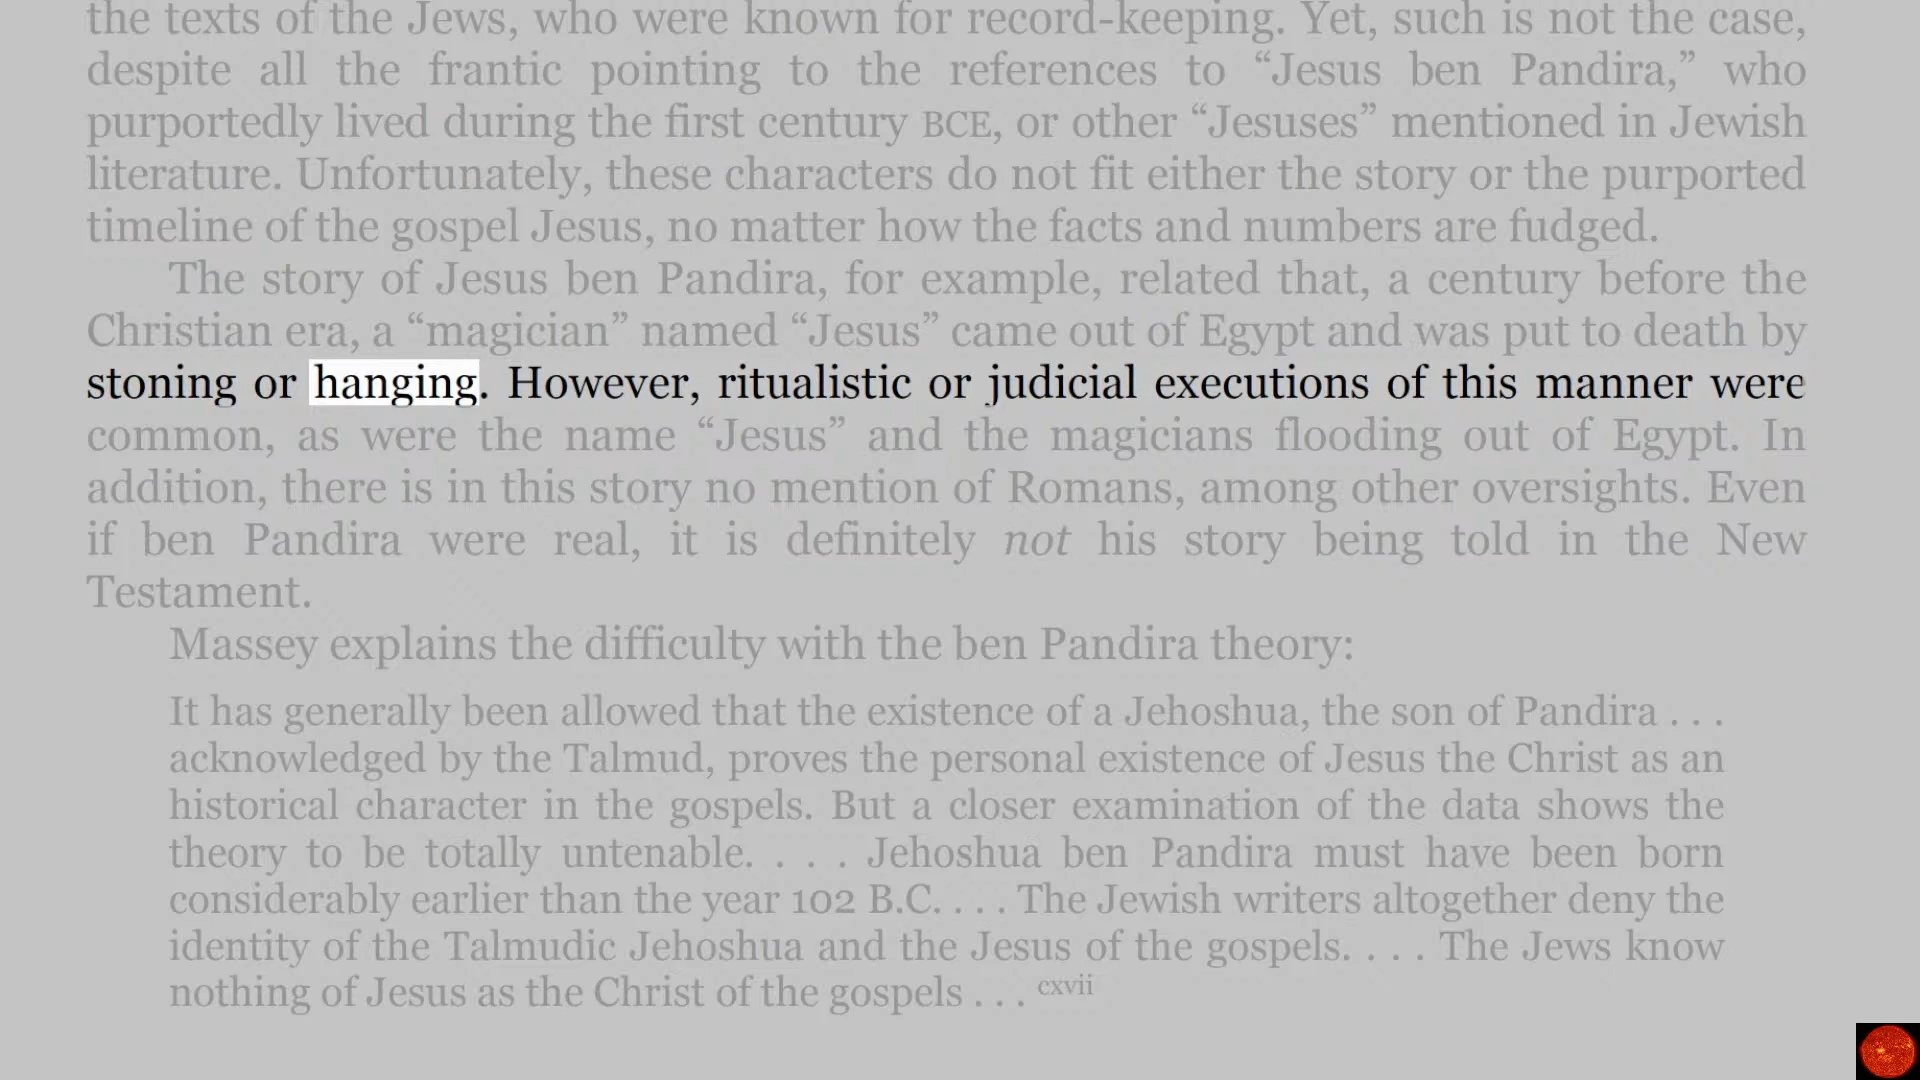 the texts of the Jews, who were known for record-keeping. Yet, such is not the case,
despite all the frantic pointing to the references to “Jesus ben Pandira,” who
purportedly lived during the first century BCE, or other “Jesuses” mentioned in Jewish
literature. Unfortunately, these characters do not fit either the story or the purported
timeline of the gospel Jesus, no matter how the facts and numbers are fudged.
The story of Jesus ben Pandira, for example, related that, a century before the
Christian era, a “magician” named “Jesus” came out of Egypt and was put to death by
stoning or hanging. However, ritualistic or judicial executions of this manner were
common, as were the name “Jesus” and the magicians flooding out of Egypt. In
addition, there is in this story no mention of Romans, among other oversights. Even
if ben Pandira were real, it is definitely not his story being told in the New
Testament.
Massey explains the difficulty with the ben Pandira theory:
It has generally been allowed that the existence of a Jehoshua, the son of Pandira . . .
acknowledged by the Talmud, proves the personal existence of Jesus the Christ as an
historical character in the gospels. But a closer examination of the data shows the
theory to be totally untenable. . . . Jehoshua ben Pandira must have been born
considerably earlier than the year 102 B.C. . . . The Jewish writers altogether deny the
identity of the Talmudic Jehoshua and the Jesus of the gospels. . . . The Jews know
nothing of Jesus as the Christ of the gospels . . . cxvii